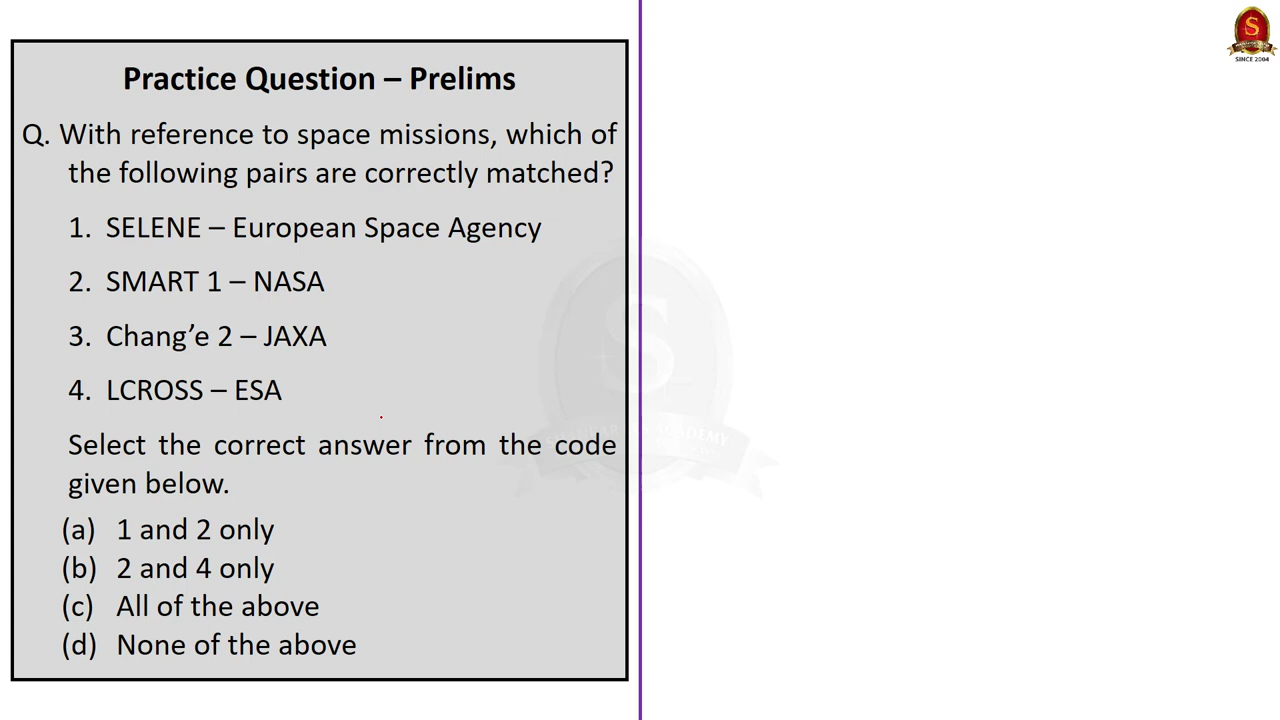 Practice Question – Prelims
Q. With reference to space missions, which of
the following pairs are correctly matched?
1. SELENE – European Space Agency
2. SMART 1 – NASA
3. Chang’e 2 – JAXA
4. LCROSS – ESA
Select the correct answer from the code
given below.
(a) 1 and 2 only
(b) 2 and 4 only
(c) All of the above
(d) None of the above
S
SINCE 2004